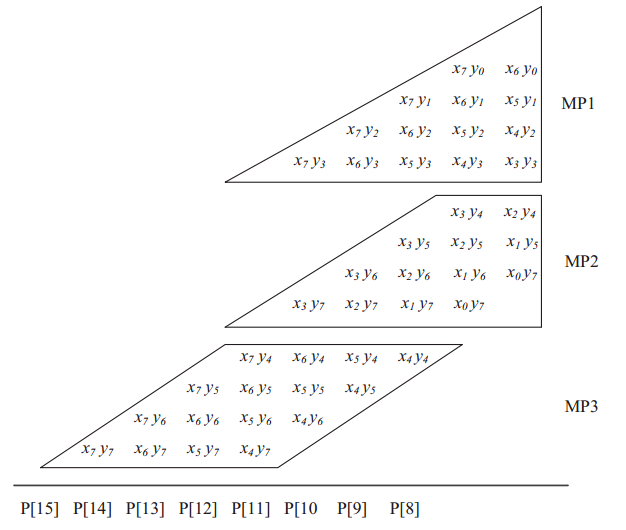 x7 y0 x6 y0
x7 y1 x6 y1 x5 y1 MP1
x7 y2 x6 y2 x5 y2 x4 y2
x7 y3 x6 y3 x5 y3 x4 y3 x3 y3
x3 y4 x2 y4
x3 y5 x2 y5 x1 y5
x3 y6 x2 y6 x1 y6 x0 y7 MP2
x3 y7 x2 y7 x1 y7 x0 y7
x7 y4 x6 y4 x5 y4 x4 y4
x7 y5 x6 y5 x5 y5 x4 y5 MP3
x7 y6 x6 y6 x5 y6 x4 y6
x7 y7 x6 y7 x5 y7 x4 y7
P[15] P[14] P[13] P[12] P[11] P[10 P[9] P[8]